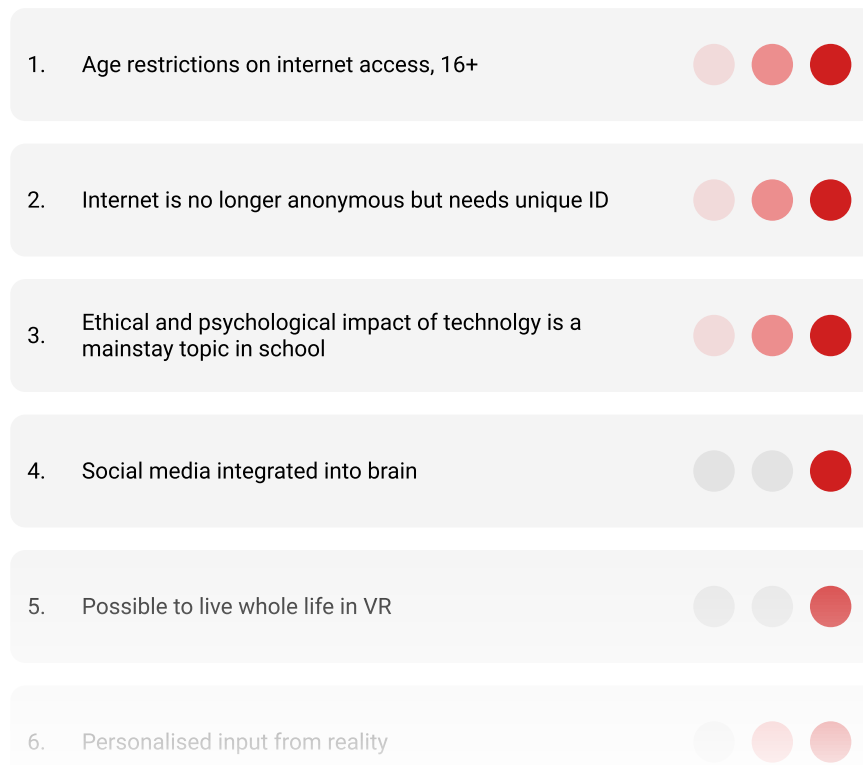 1. Age restrictions on internet access, 16+
2. Internet is no longer anonymous but needs unique ID
3. Ethical and psychological impact of technolgy is a
mainstay topic in school
4. Social media integrated into brain
5. Possible to live whole life in VR
6. Personalised input from reality